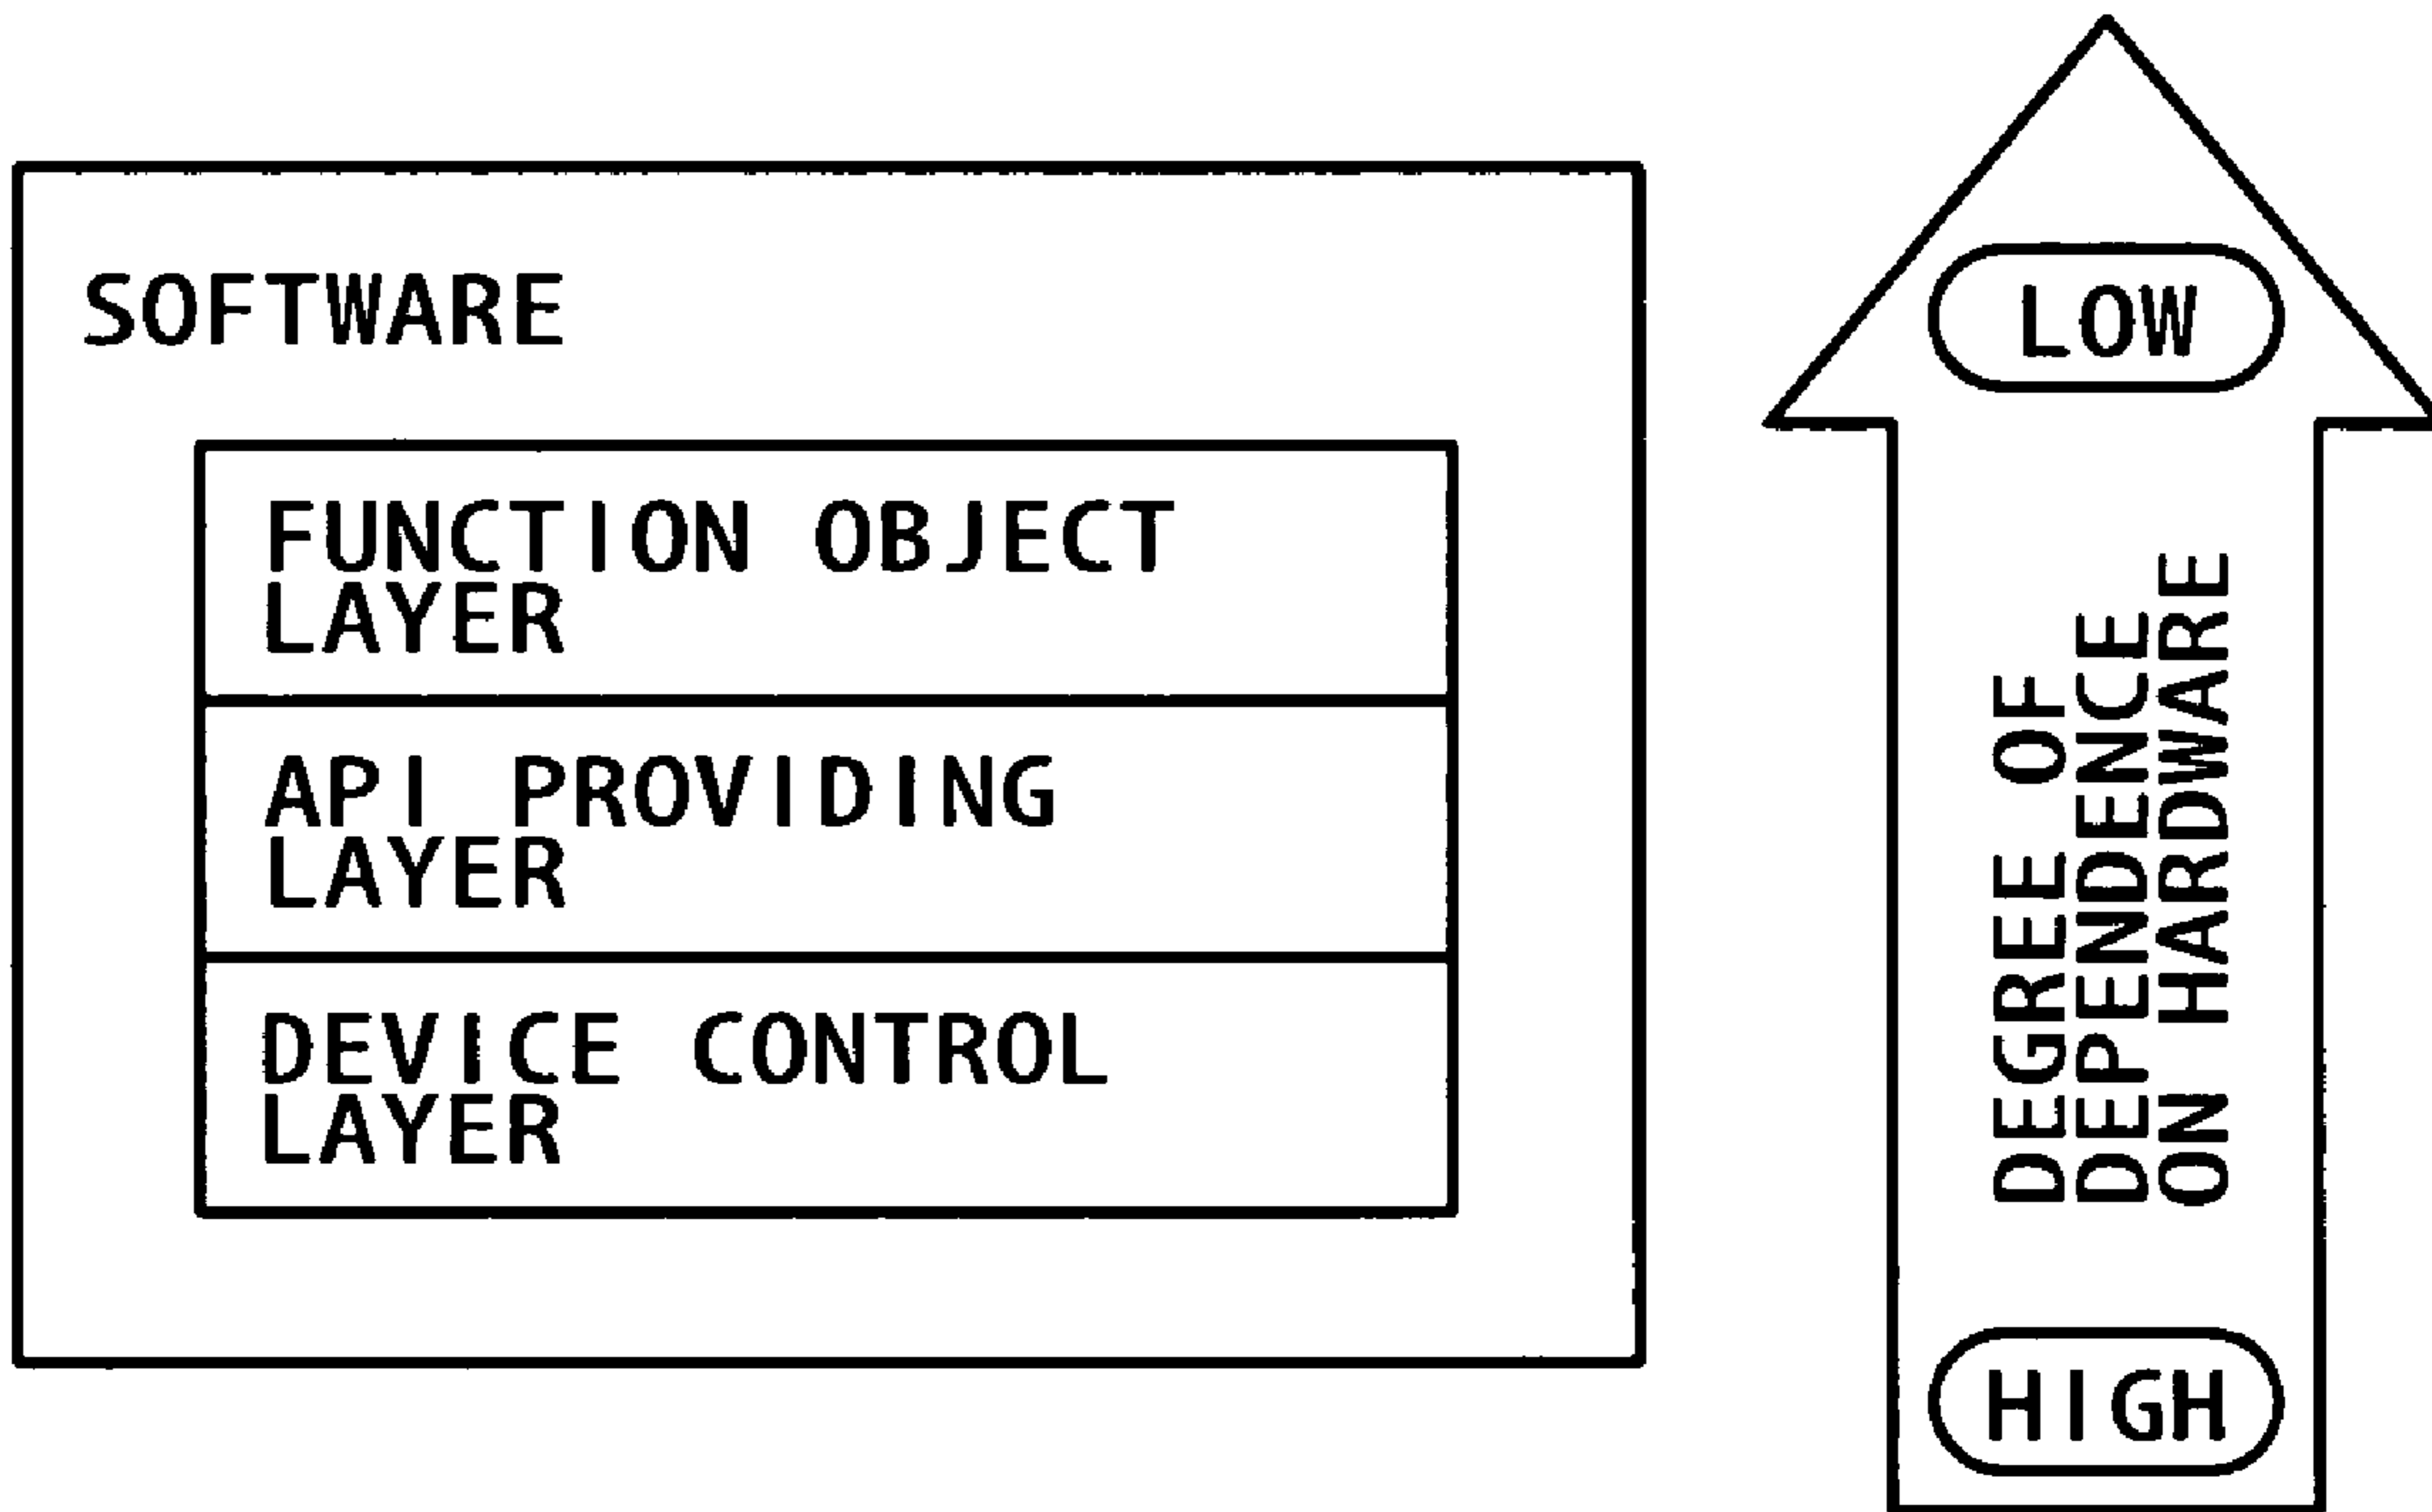 SOFTWARE
FUNCTION OBJECT
LAYER
API PROVIDING
LAYER
DEVICE CONTROL
LAYER
LOW
DEGREE OF
DEPENDENCE
ON HARDWARE
HIGH